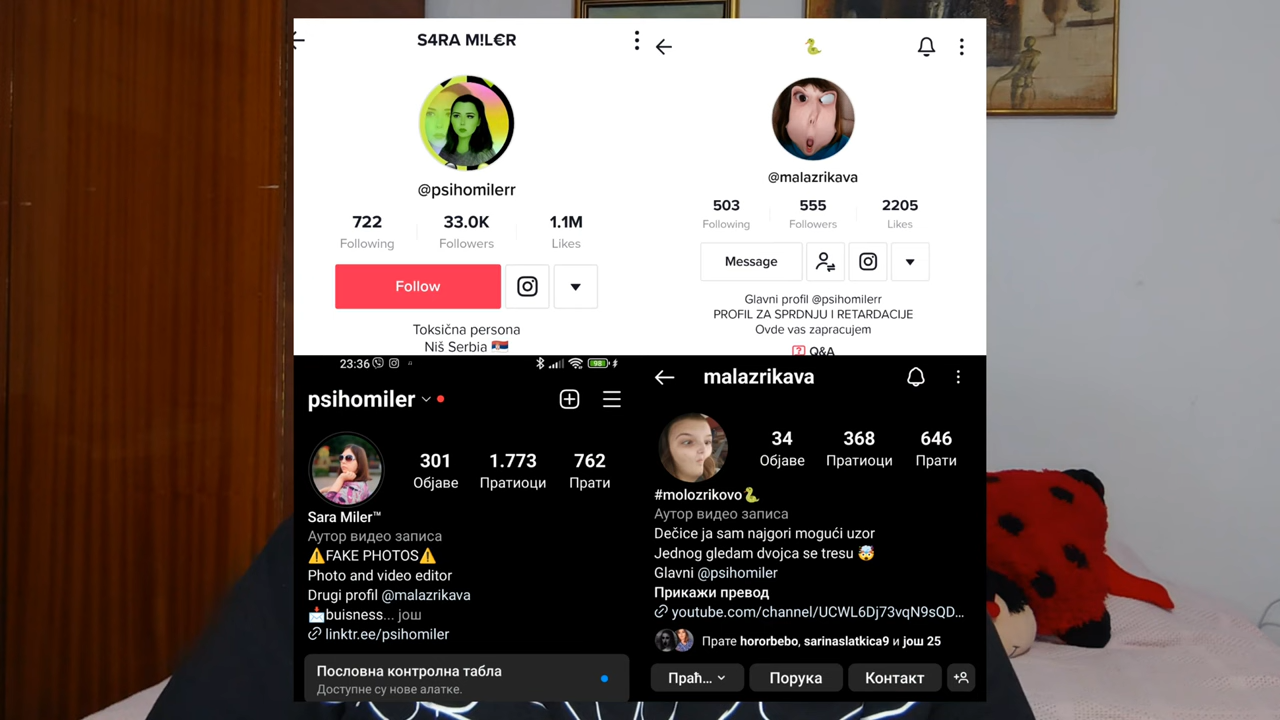 S4RA M!L€R
@psihomilerr
722
33.0K
1.1M
Following
Followers
Likes
Follow
Toksična persona
Niš Serbia 🇷🇸
🐍
@malazrikava
503
555
2205
Following
Followers
Likes
Message
Glavni profil @psihomilerr
PROFIL ZA SPRDNJU I RETARDACIJE
Ovde vas zapracujem
Q&A
23:36
98
psihomiler
301
1.773
762
Објаве
Пратиоци
Прати
Sara Miler™
Аутор видео записа
⚠️FAKE PHOTOS⚠️
Photo and video editor
Drugi profil @malazrikava
📩buisness... још
linktr.ee/psihomiler
Пословна контролна табла
Доступне су нове алатке.
malazrikava
34
368
646
Објаве
Пратиоци
Прати
#molozrikovo🐍
Аутор видео записа
Dečice ja sam najgori mogući uzor
Jednog gledam dvojca se tresu 🤯
Glavni @psihomiler
Прикажи превод
youtube.com/channel/UCWL6Dj73vqN9sQD...
Прате hororbebo, sarinaslatkica9 и још 25
Праћ...
Порука
Контакт